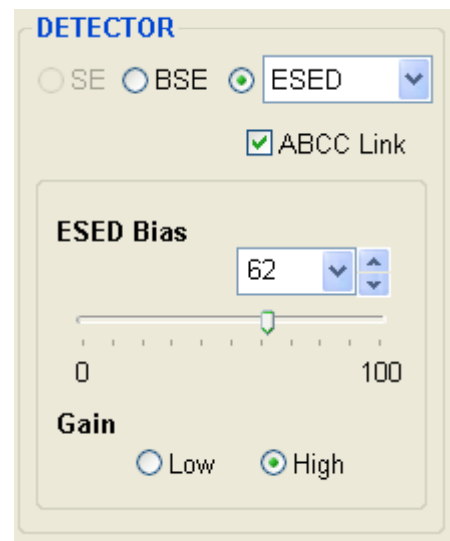 DETECTOR
SE BSE ESED
ABCC Link
ESED Bias
62
0 100
Gain
Low High